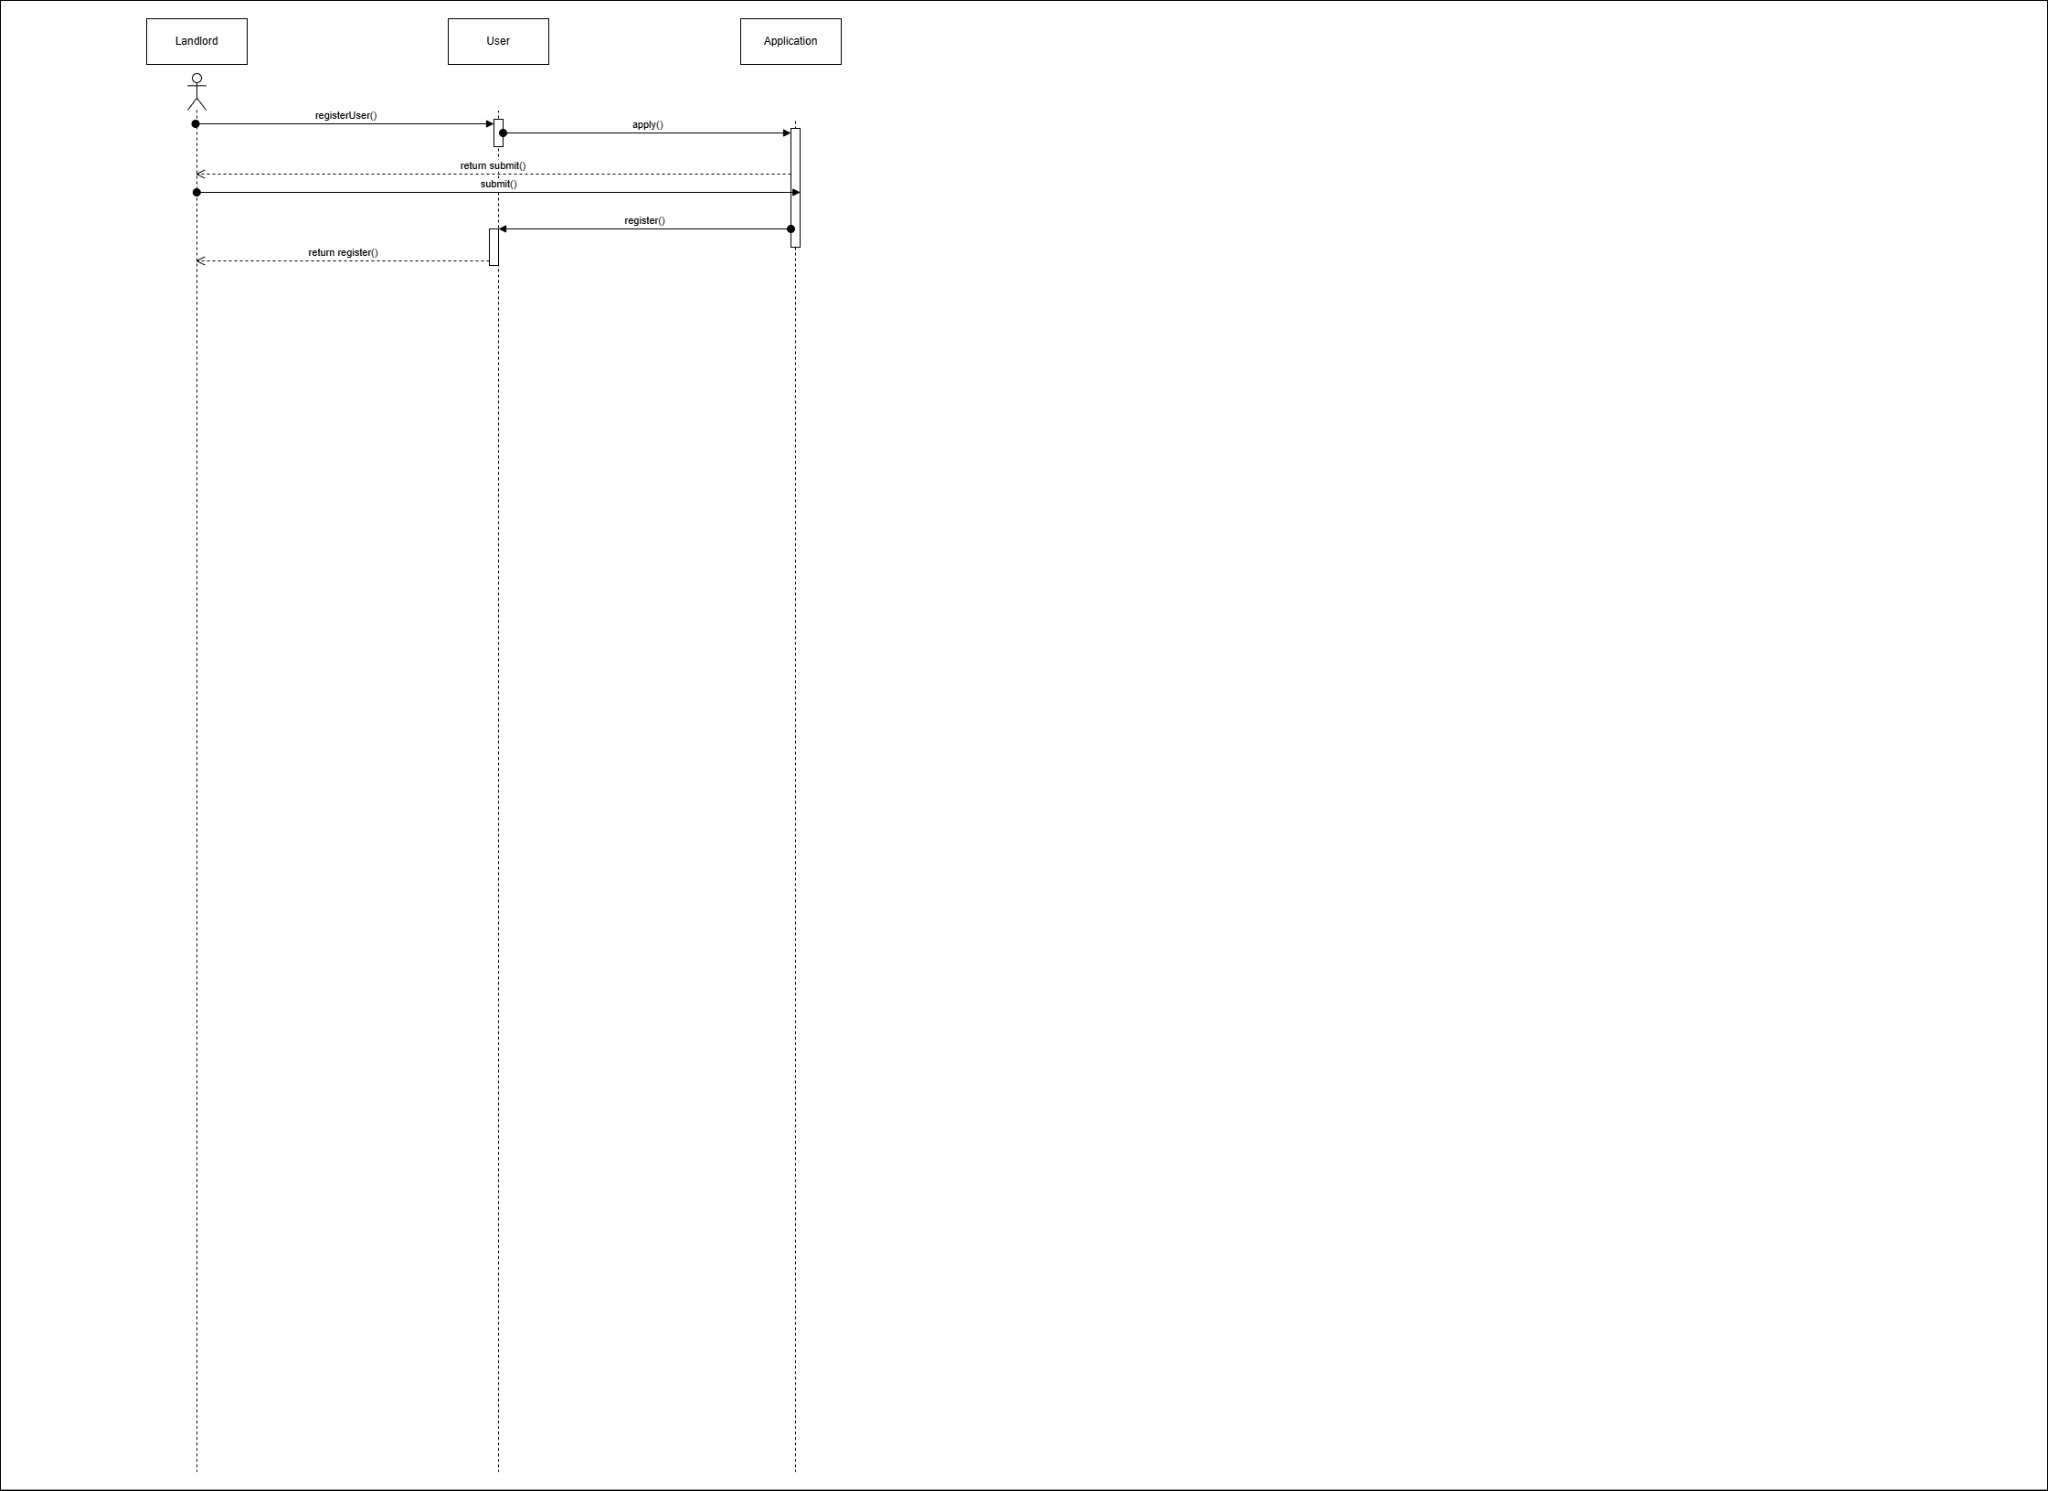 Landlord
User
Application
registerUser()
apply()
return submit()
submit()
register()
return register()